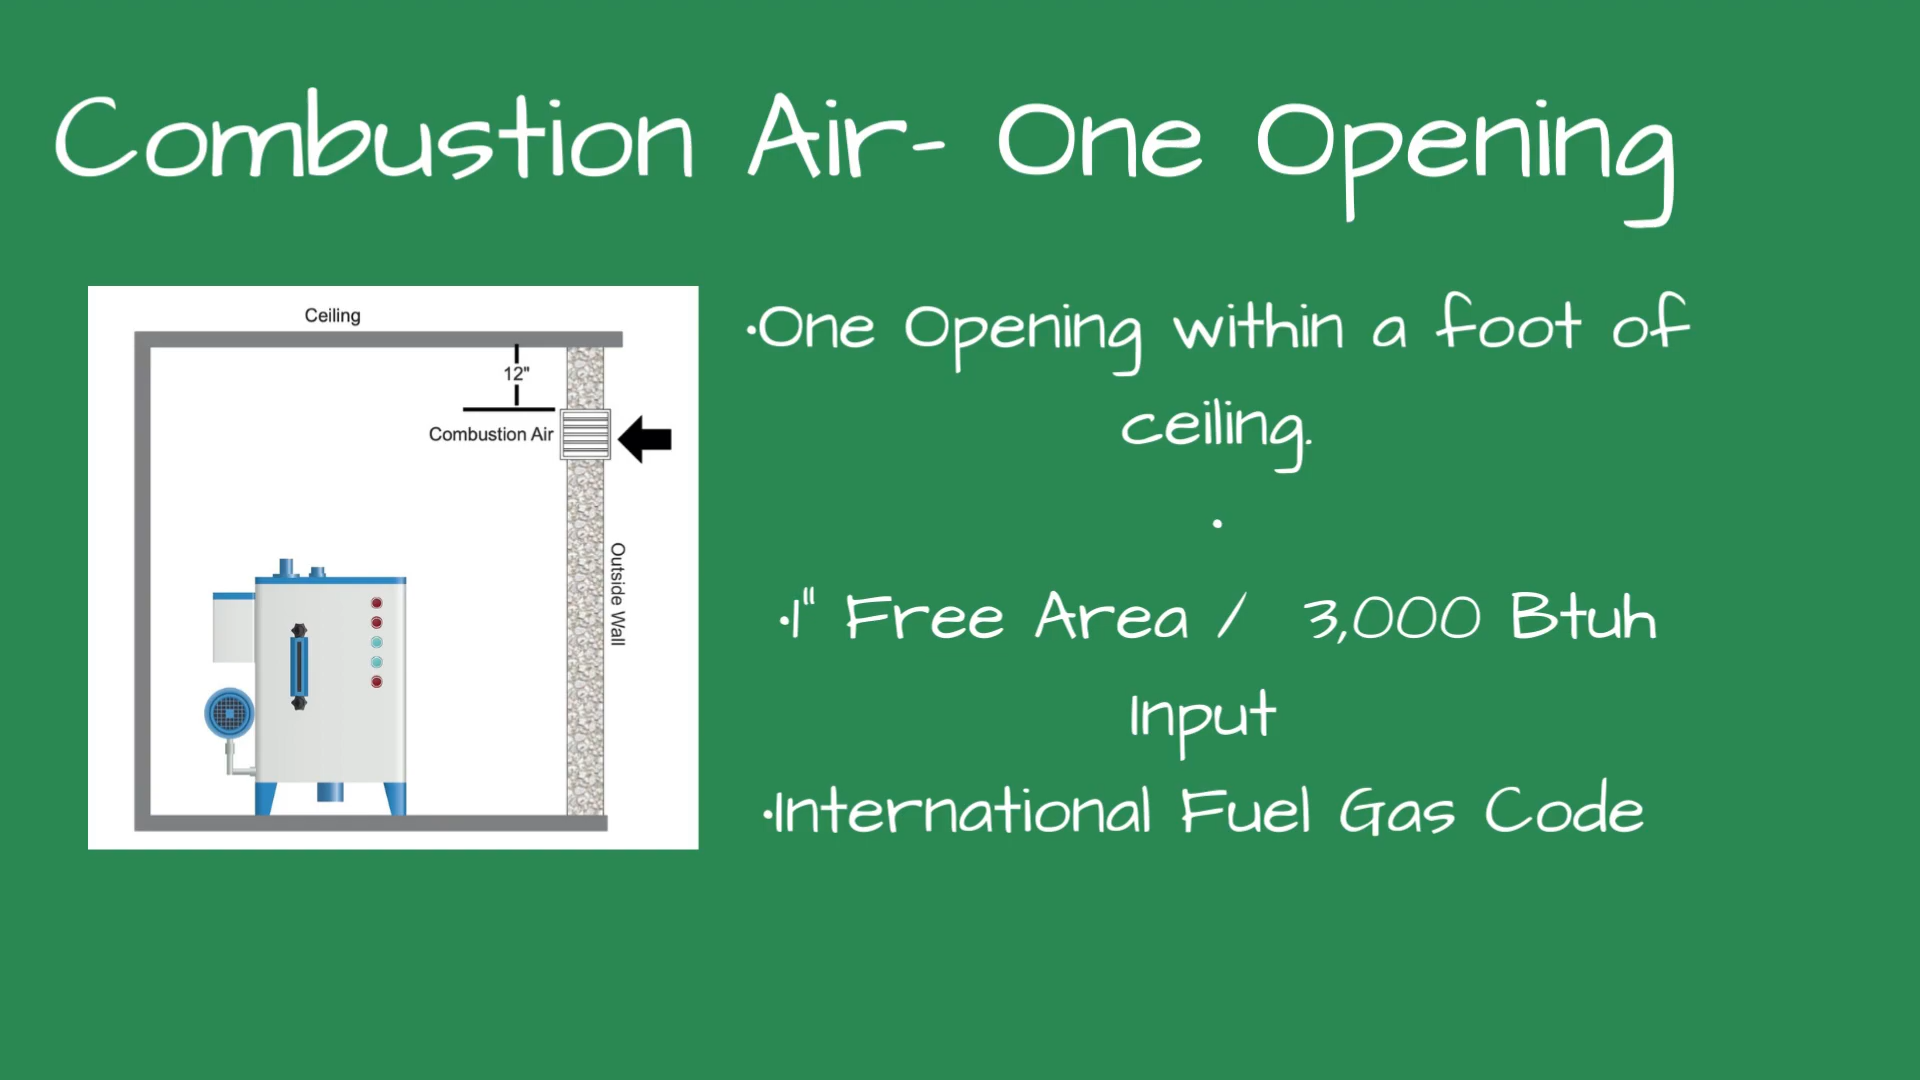 Combustion Air- One Opening
Ceiling
12"
Combustion Air
Outside Wall
•One Opening within a foot of
ceiling.
•
•1" Free Area / 3,000 Btuh
Input
•International Fuel Gas Code